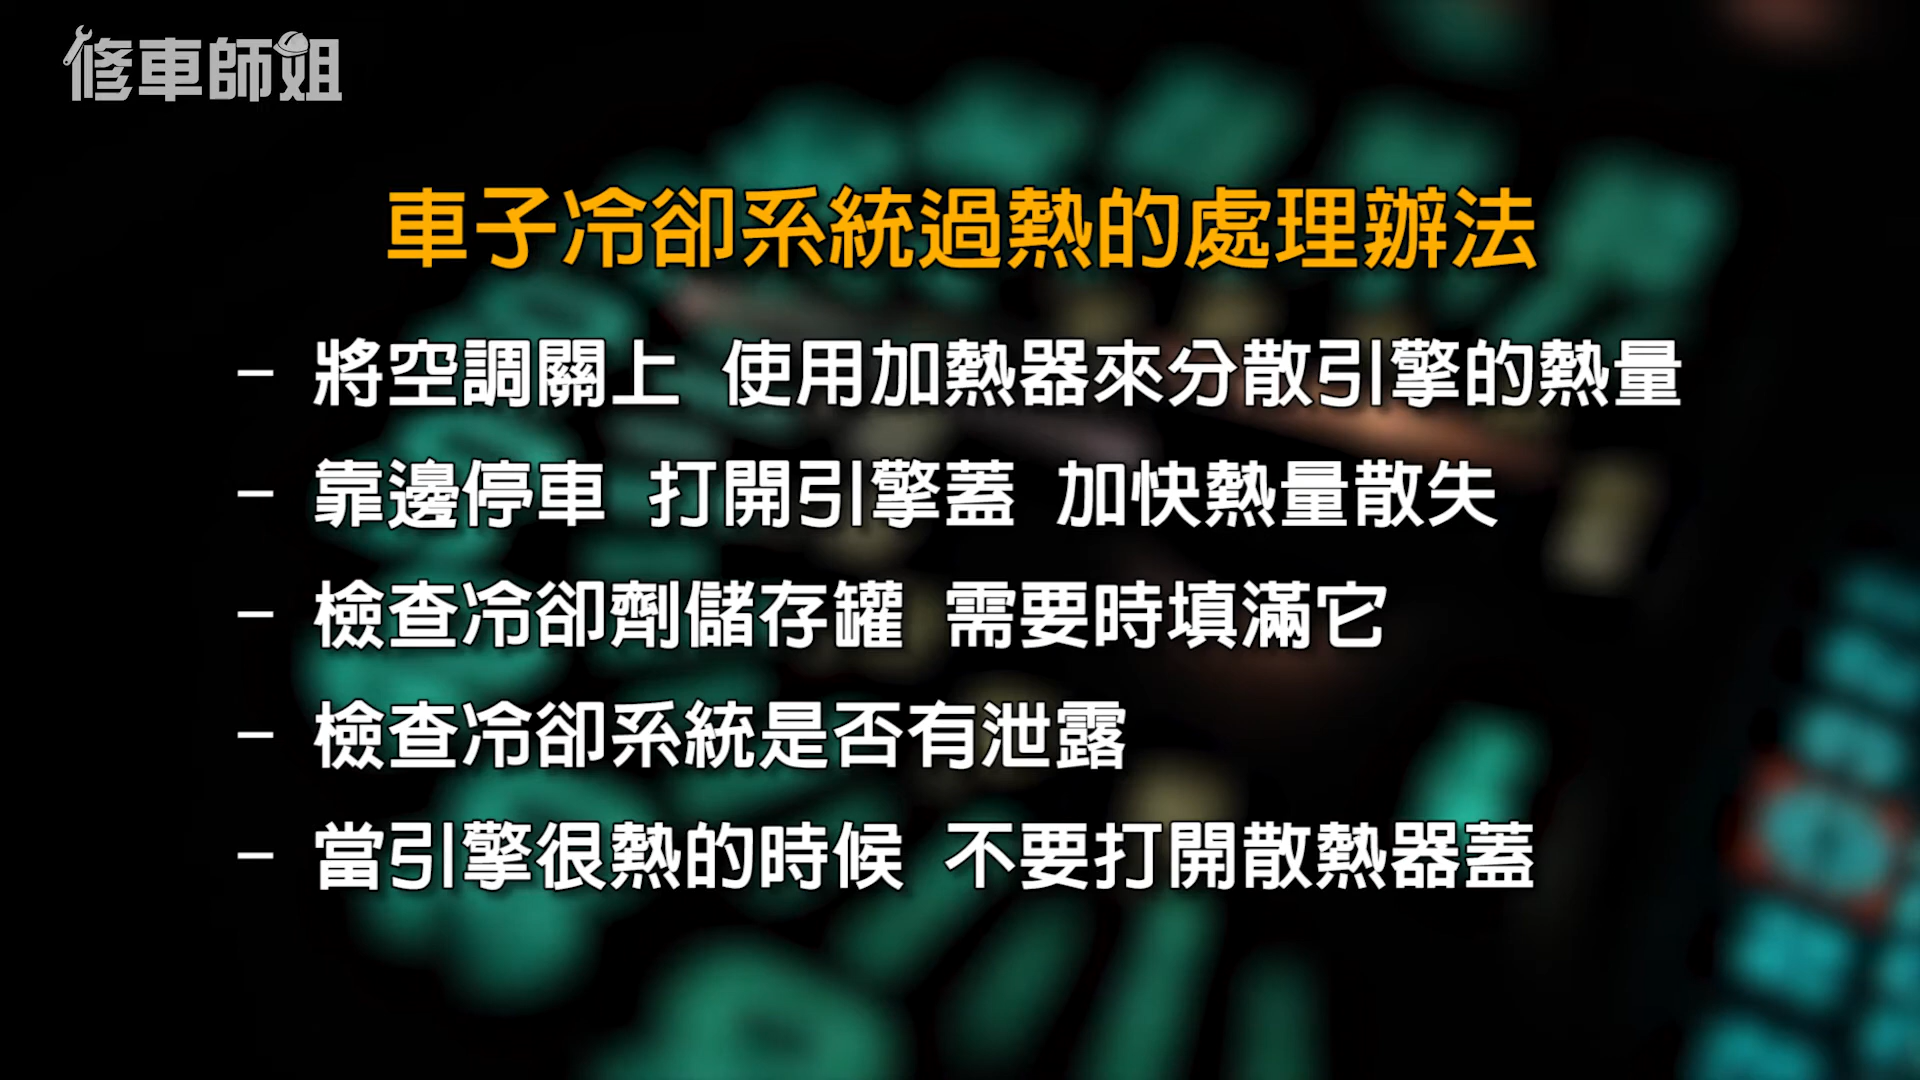 修車師姐
車子冷卻系統過熱的處理辦法
- 將空調關上 使用加熱器來分散引擎的熱量
- 靠邊停車 打開引擎蓋 加快熱量散失
- 檢查冷卻劑儲存罐 需要時填滿它
- 檢查冷卻系統是否有泄露
- 當引擎很熱的時候 不要打開散熱器蓋